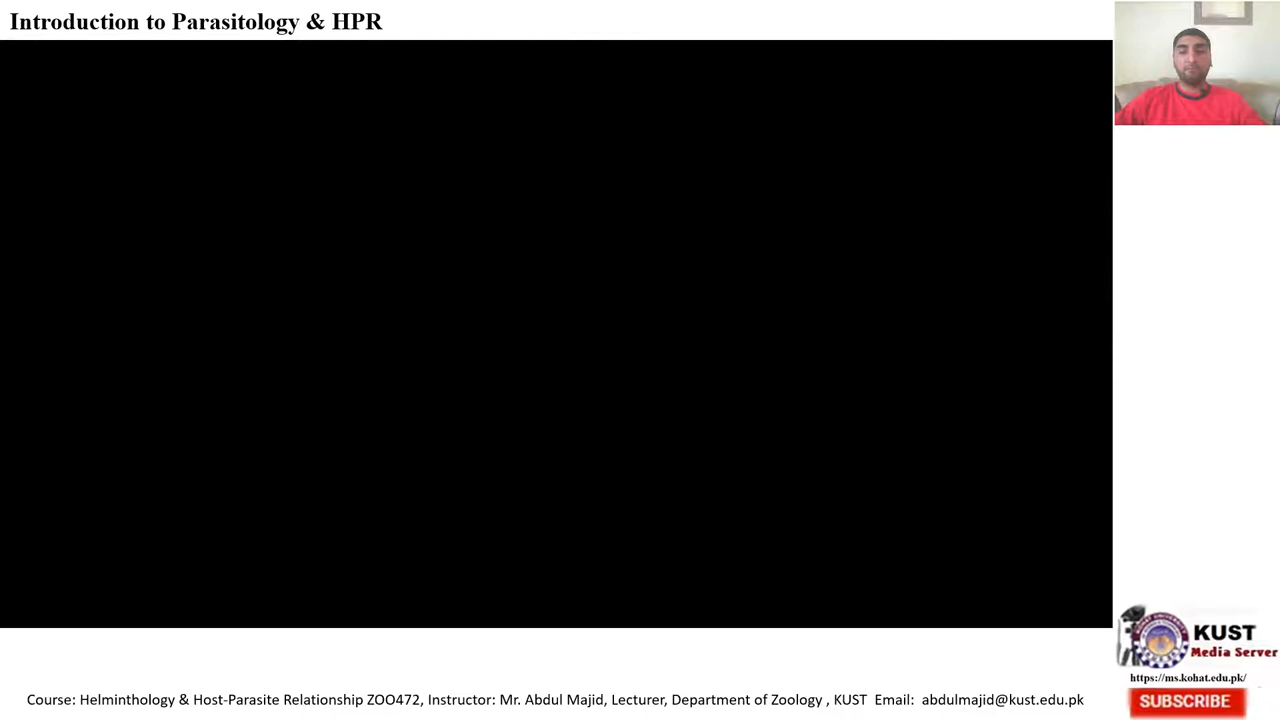 Introduction to Parasitology & HPR
KUST
Media Server
https://ms.kohat.edu.pk/
SUBSCRIBE
Course: Helminthology & Host-Parasite Relationship ZOO472, Instructor: Mr. Abdul Majid, Lecturer, Department of Zoology , KUST Email: abdulmajid@kust.edu.pk